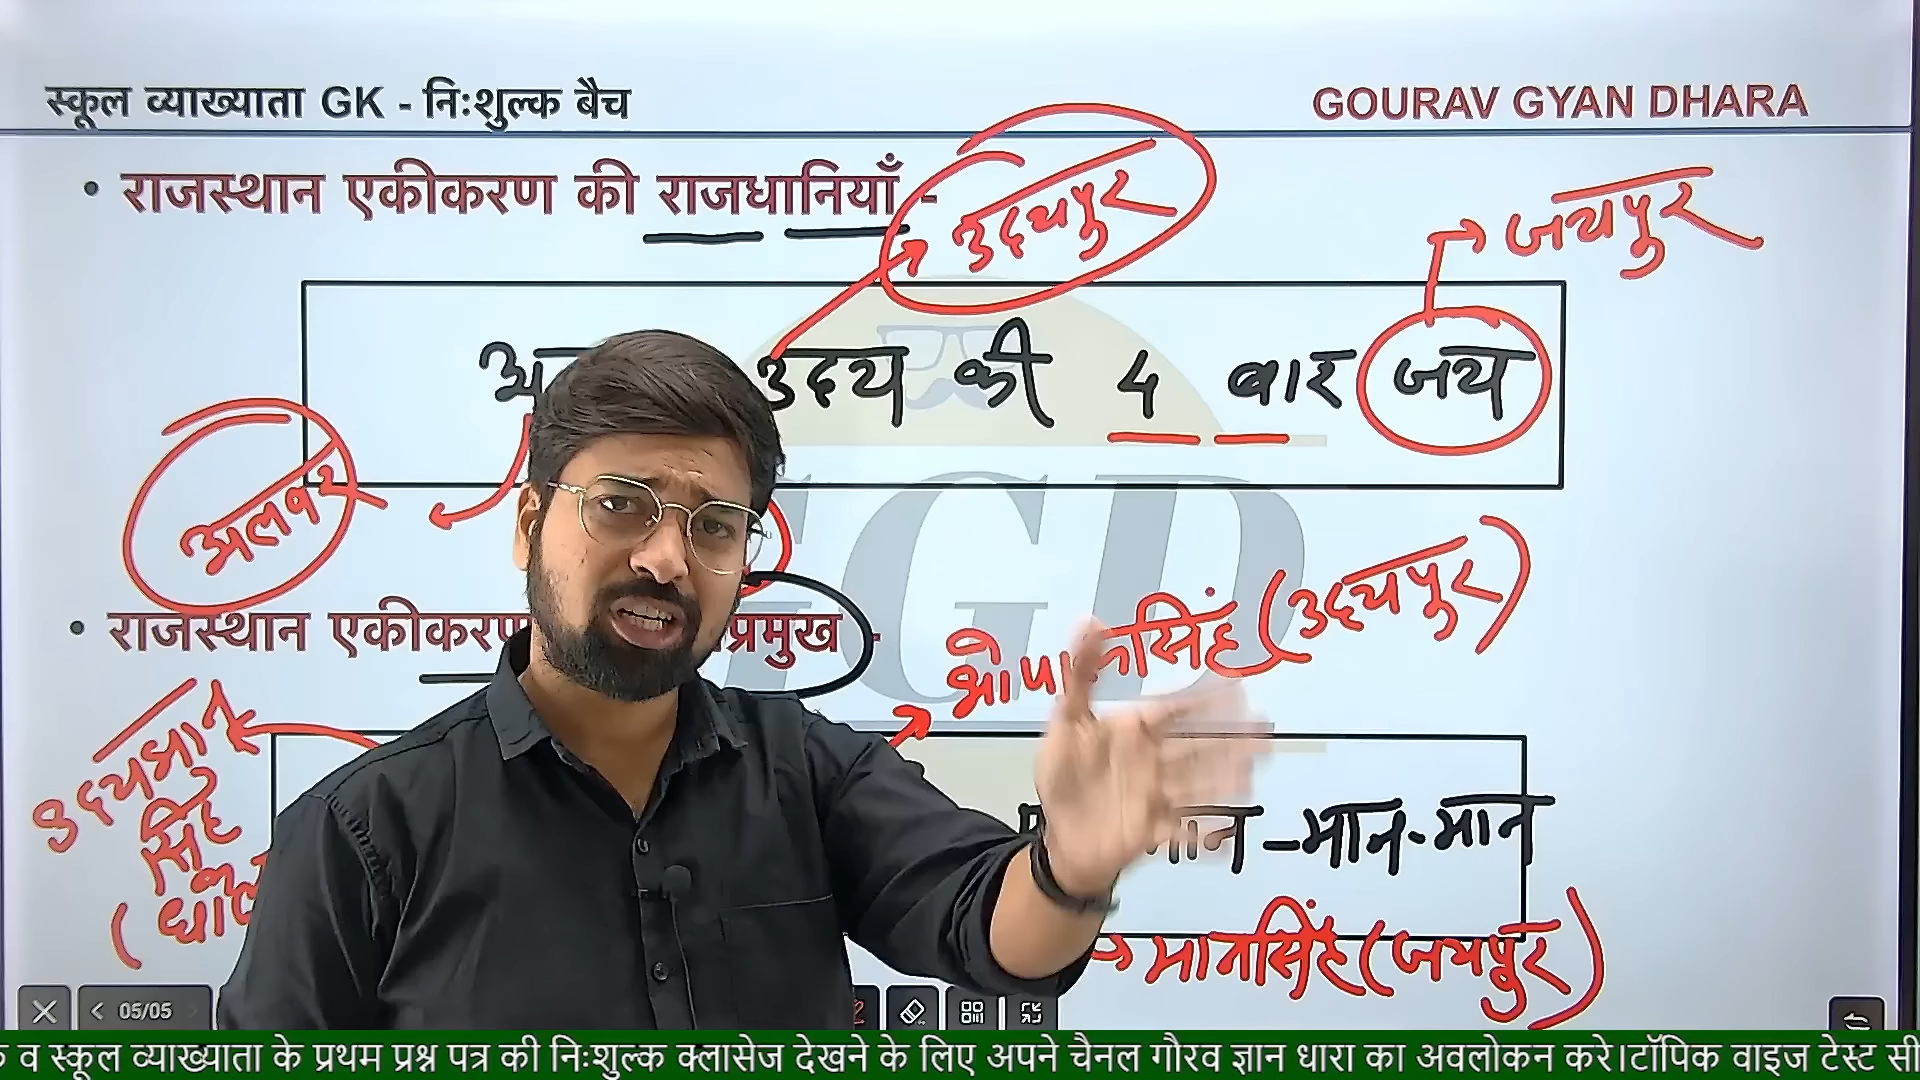 स्कूल व्याख्याता GK - निःशुल्क बैच
GOURAV GYAN DHARA
• राजस्थान एकीकरण की राजधानियाँ -
उदयपुर
जयपुर
उदय की 4 बार जय
अलवर
• राजस्थान एकीकरण
प्रमुख -
भोपालसिंह (उदयपुर)
उदयभान
सिंह
मान - मान - मान
मानसिंह (जयपुर)
GD
05/05
व स्कूल व्याख्याता के प्रथम प्रश्न पत्र की निःशुल्क क्लासेज देखने के लिए अपने चैनल गौरव ज्ञान धारा का अवलोकन करे।टॉपिक वाइज टेस्ट सी